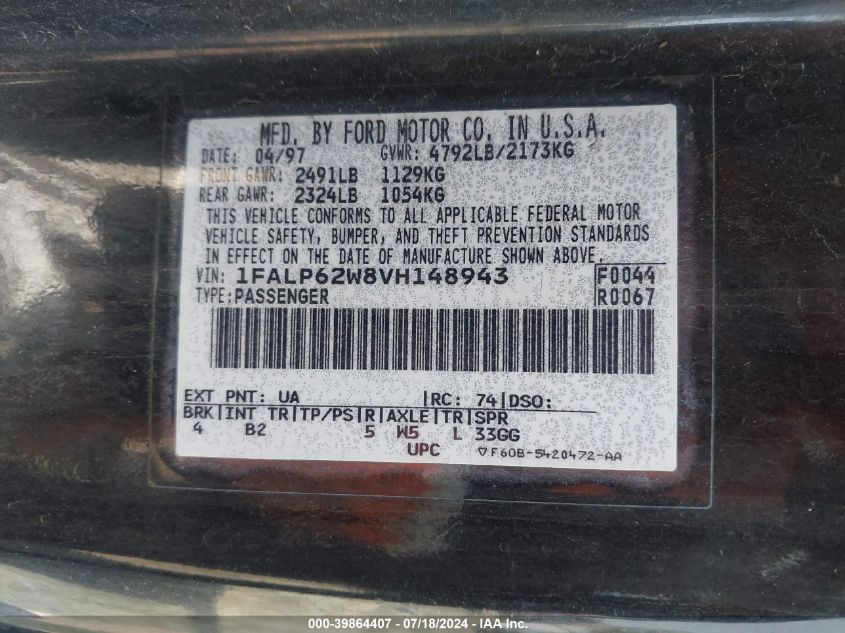 MFD. BY FORD MOTOR CO. IN U.S.A.
DATE: 04/97 GVWR: 4792LB/2173KG
FRONT GAWR: 2491LB 1129KG
REAR GAWR: 2324LB 1054KG
THIS VEHICLE CONFORMS TO ALL APPLICABLE FEDERAL MOTOR
VEHICLE SAFETY, BUMPER, AND THEFT PREVENTION STANDARDS
IN EFFECT ON THE DATE OF MANUFACTURE SHOWN ABOVE.
VIN: 1FALP62W8VH148943 F0044
TYPE: PASSENGER R0067
EXT PNT: UA RC: 74 DSO:
BRK INT TR TP/PS R AXLE TR SPR
4 B2 5 W5 L 33GG
UPC F60B-5420472-AA
000-39864407 - 07/18/2024 - IAA Inc.